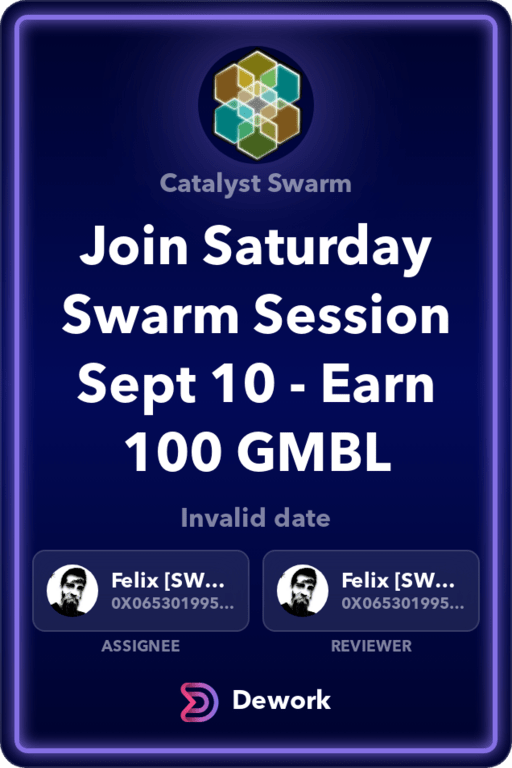 Catalyst Swarm
Join Saturday
Swarm Session
Sept 10 - Earn
100 GMBL
Invalid date
Felix [SW...
0X065301995...
Felix [SW...
0X065301995...
ASSIGNEE
REVIEWER
Dework